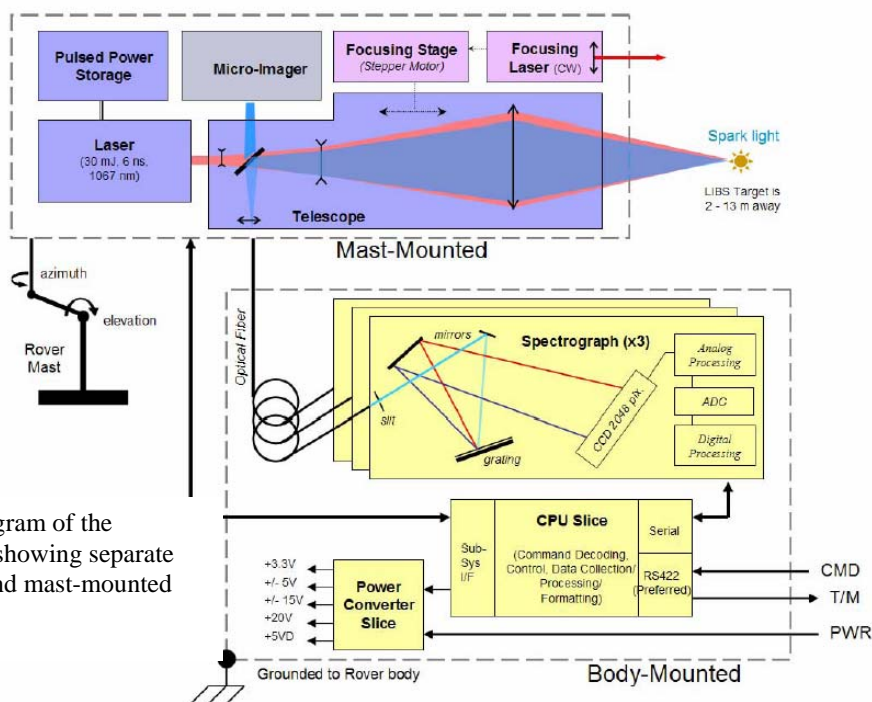 Pulsed Power
Storage
Micro-Imager
Focusing Stage
(Stepper Motor)
Focusing
Laser (CW)
Laser
(30 mJ, 6 ns,
1067 nm)
Telescope
Spark light
LIBS Target is
2 - 13 m away
Mast-Mounted
azimuth
elevation
Rover
Mast
Optical Fiber
mirrors
Spectrograph (x3)
slit
grating
CCD 2048 pix.
Analog
Processing
ADC
Digital
Processing
gram of the
showing separate
nd mast-mounted
Sub-
Sys
I/F
CPU Slice
(Command Decoding,
Control, Data Collection/
Processing/
Formatting)
Serial
RS422
(Preferred)
CMD
T/M
PWR
+3.3V
+/- 5V
+/- 15V
+20V
+5VD
Power
Converter
Slice
Grounded to Rover body
Body-Mounted